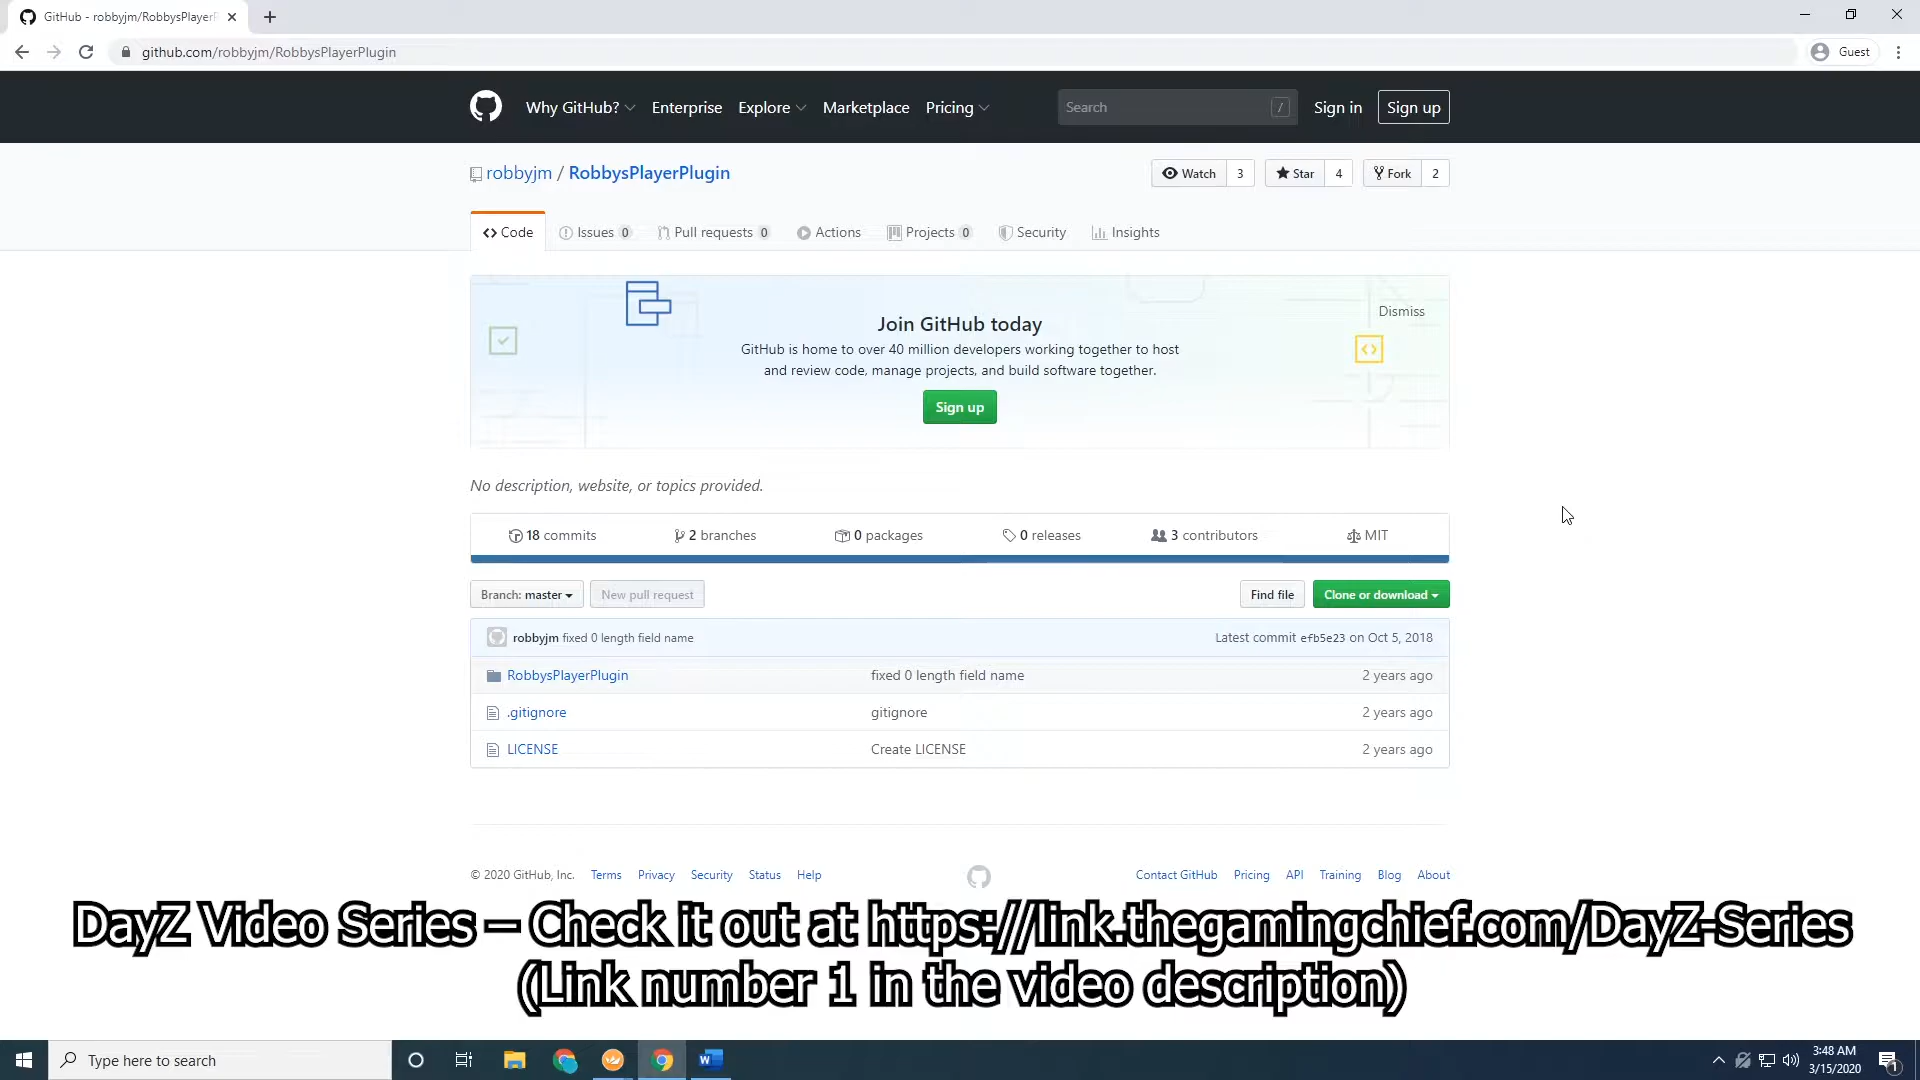 GitHub - robbyjm/RobbysPlayerP
github.com/robbyjm/RobbysPlayerPlugin
Guest
Why GitHub? Enterprise Explore Marketplace Pricing Search / Sign in Sign up
robbyjm / RobbysPlayerPlugin
Watch 3 Star 4 Fork 2
Code Issues 0 Pull requests 0 Actions Projects 0 Security Insights
Join GitHub today
Dismiss
GitHub is home to over 40 million developers working together to host
and review code, manage projects, and build software together.
Sign up
No description, website, or topics provided.
18 commits 2 branches 0 packages 0 releases 3 contributors MIT
Branch: master New pull request Find file Clone or download
robbyjm fixed 0 length field name Latest commit efb5e23 on Oct 5, 2018
RobbysPlayerPlugin fixed 0 length field name 2 years ago
.gitignore gitignore 2 years ago
LICENSE Create LICENSE 2 years ago
© 2020 GitHub, Inc. Terms Privacy Security Status Help Contact GitHub Pricing API Training Blog About
DayZ Video Series – Check it out at https://link.thegamingchief.com/DayZ-Series
(Link number 1 in the video description)
Type here to search
W
3:48 AM
3/15/2020
1